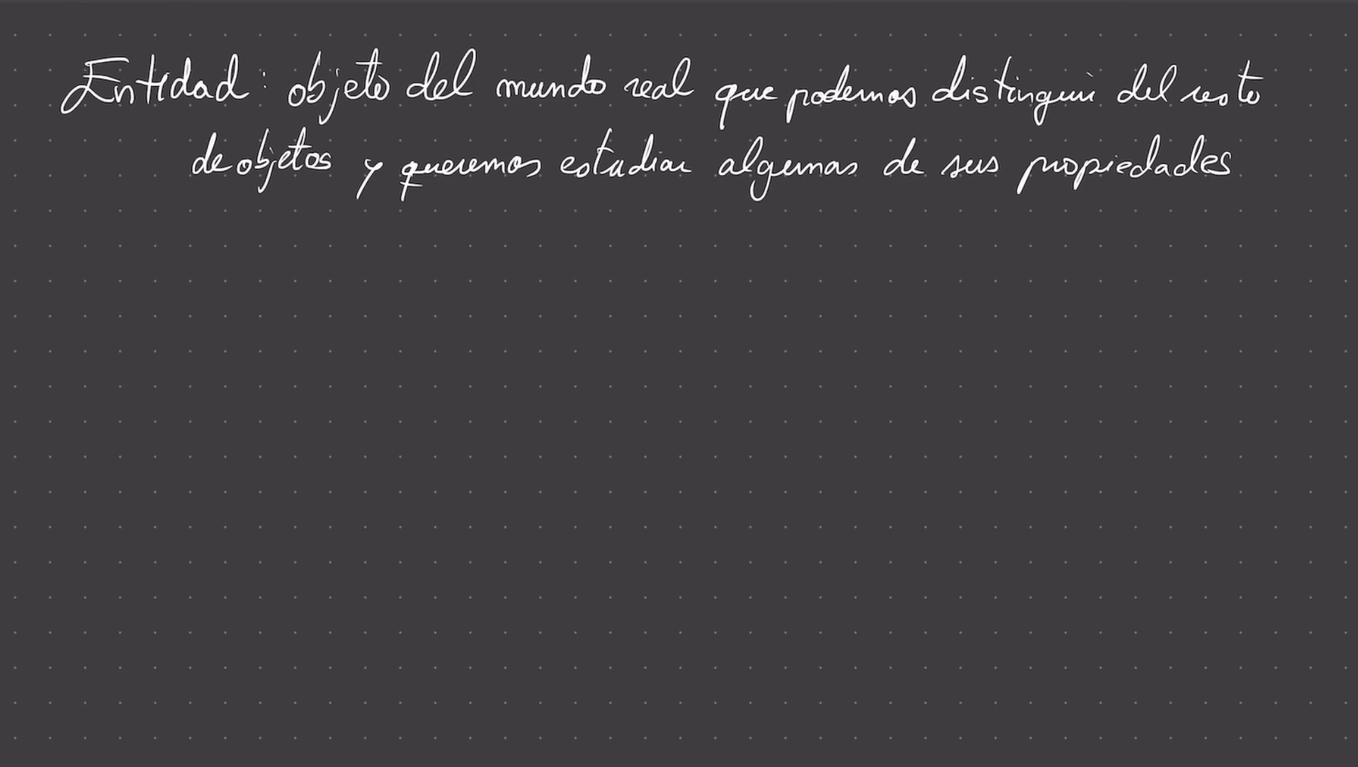 Entidad: objeto del mundo real que podemos distinguir del resto
de objetos y queremos estudiar algunas de sus propiedades